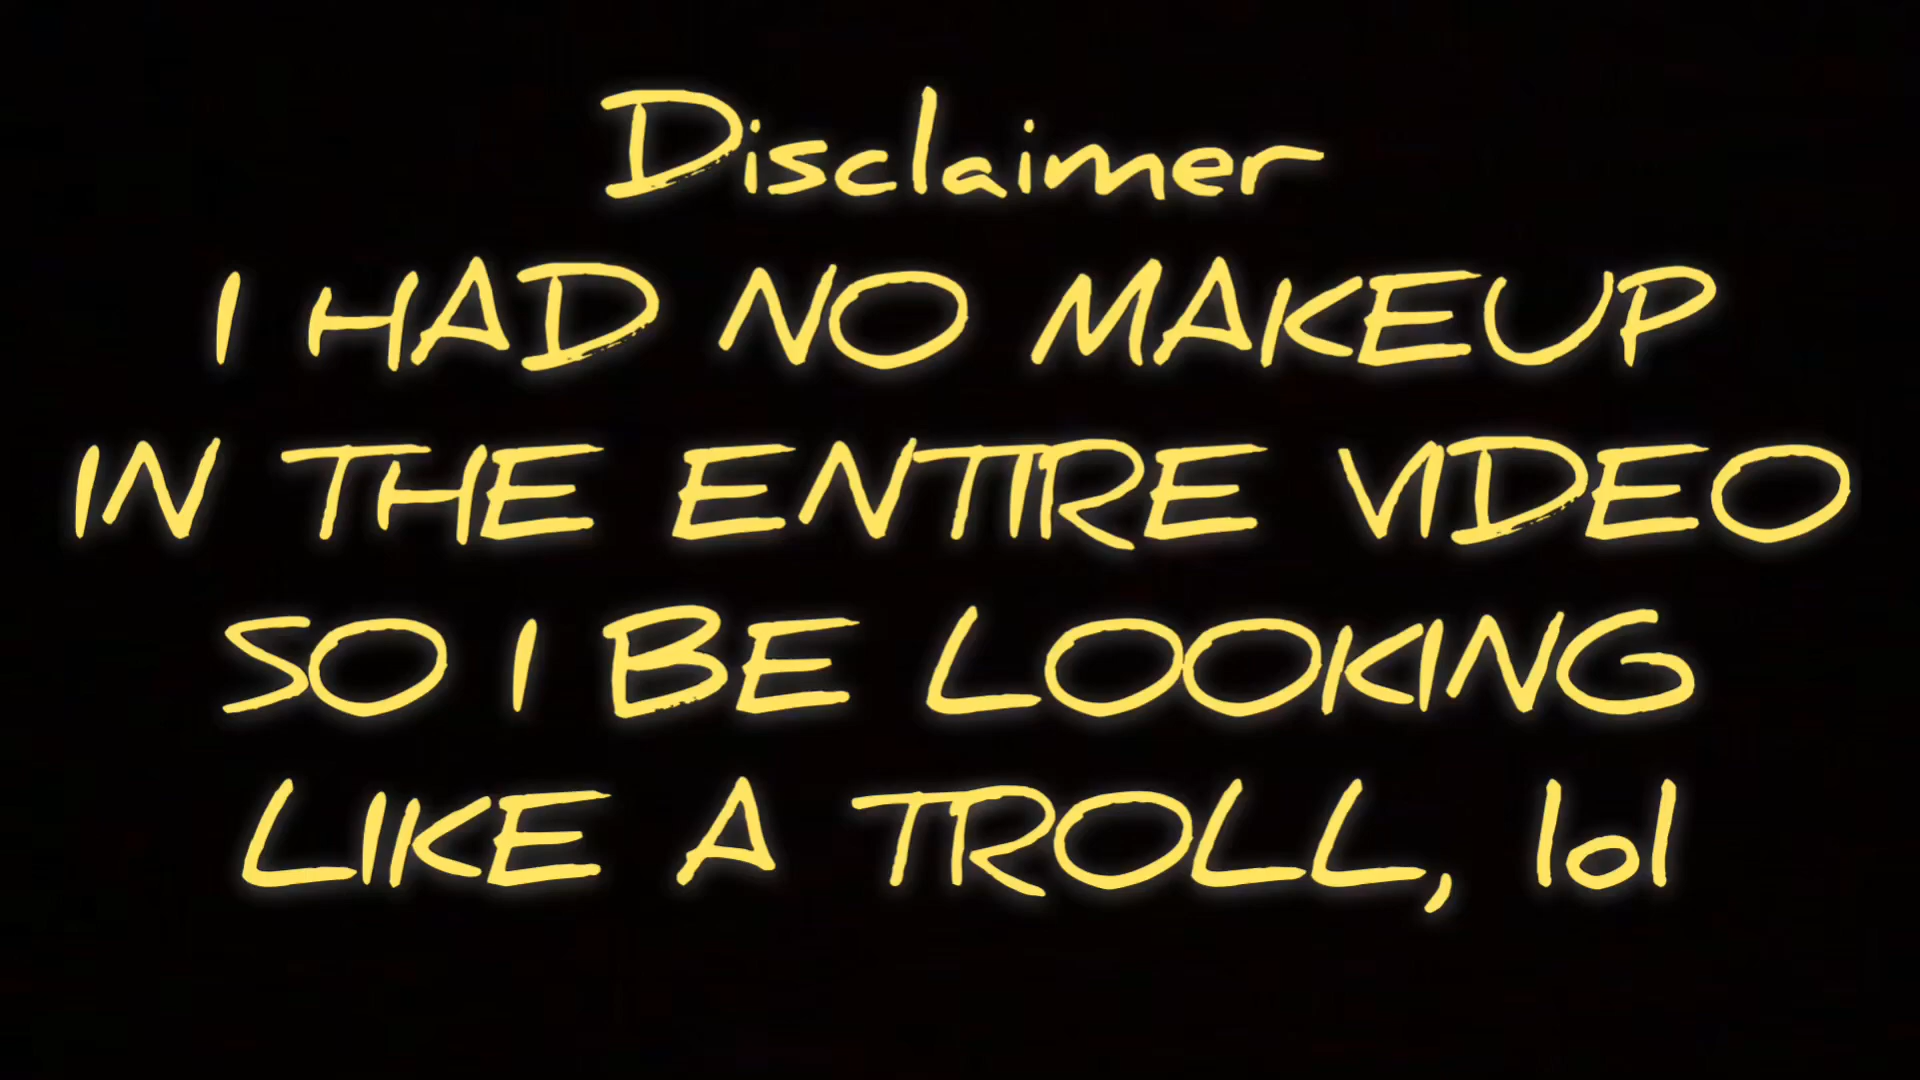 Disclaimer
I HAD NO MAKEUP
IN THE ENTIRE VIDEO
SO I BE LOOKING
LIKE A TROLL, lol